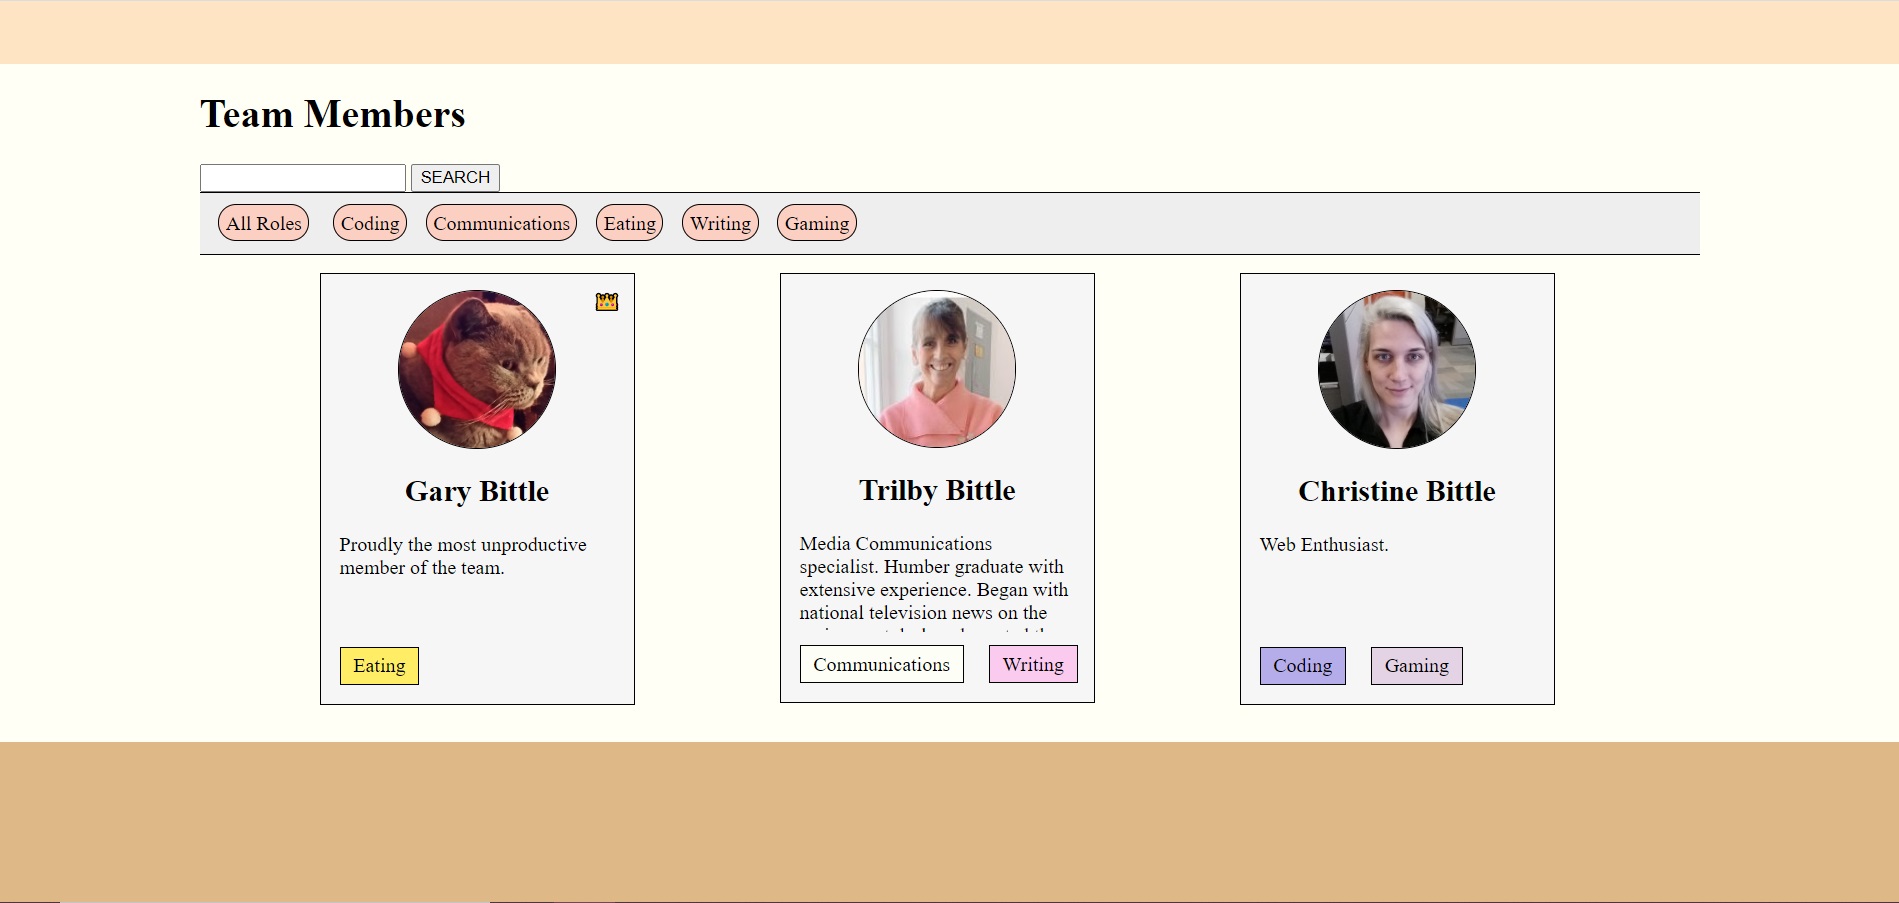 Team Members
SEARCH
All Roles
Coding
Communications
Eating
Writing
Gaming
Gary Bittle
Proudly the most unproductive
member of the team.
Eating
Trilby Bittle
Media Communications
specialist. Humber graduate with
extensive experience. Began with
national television news on the
Communications
Writing
Christine Bittle
Web Enthusiast.
Coding
Gaming